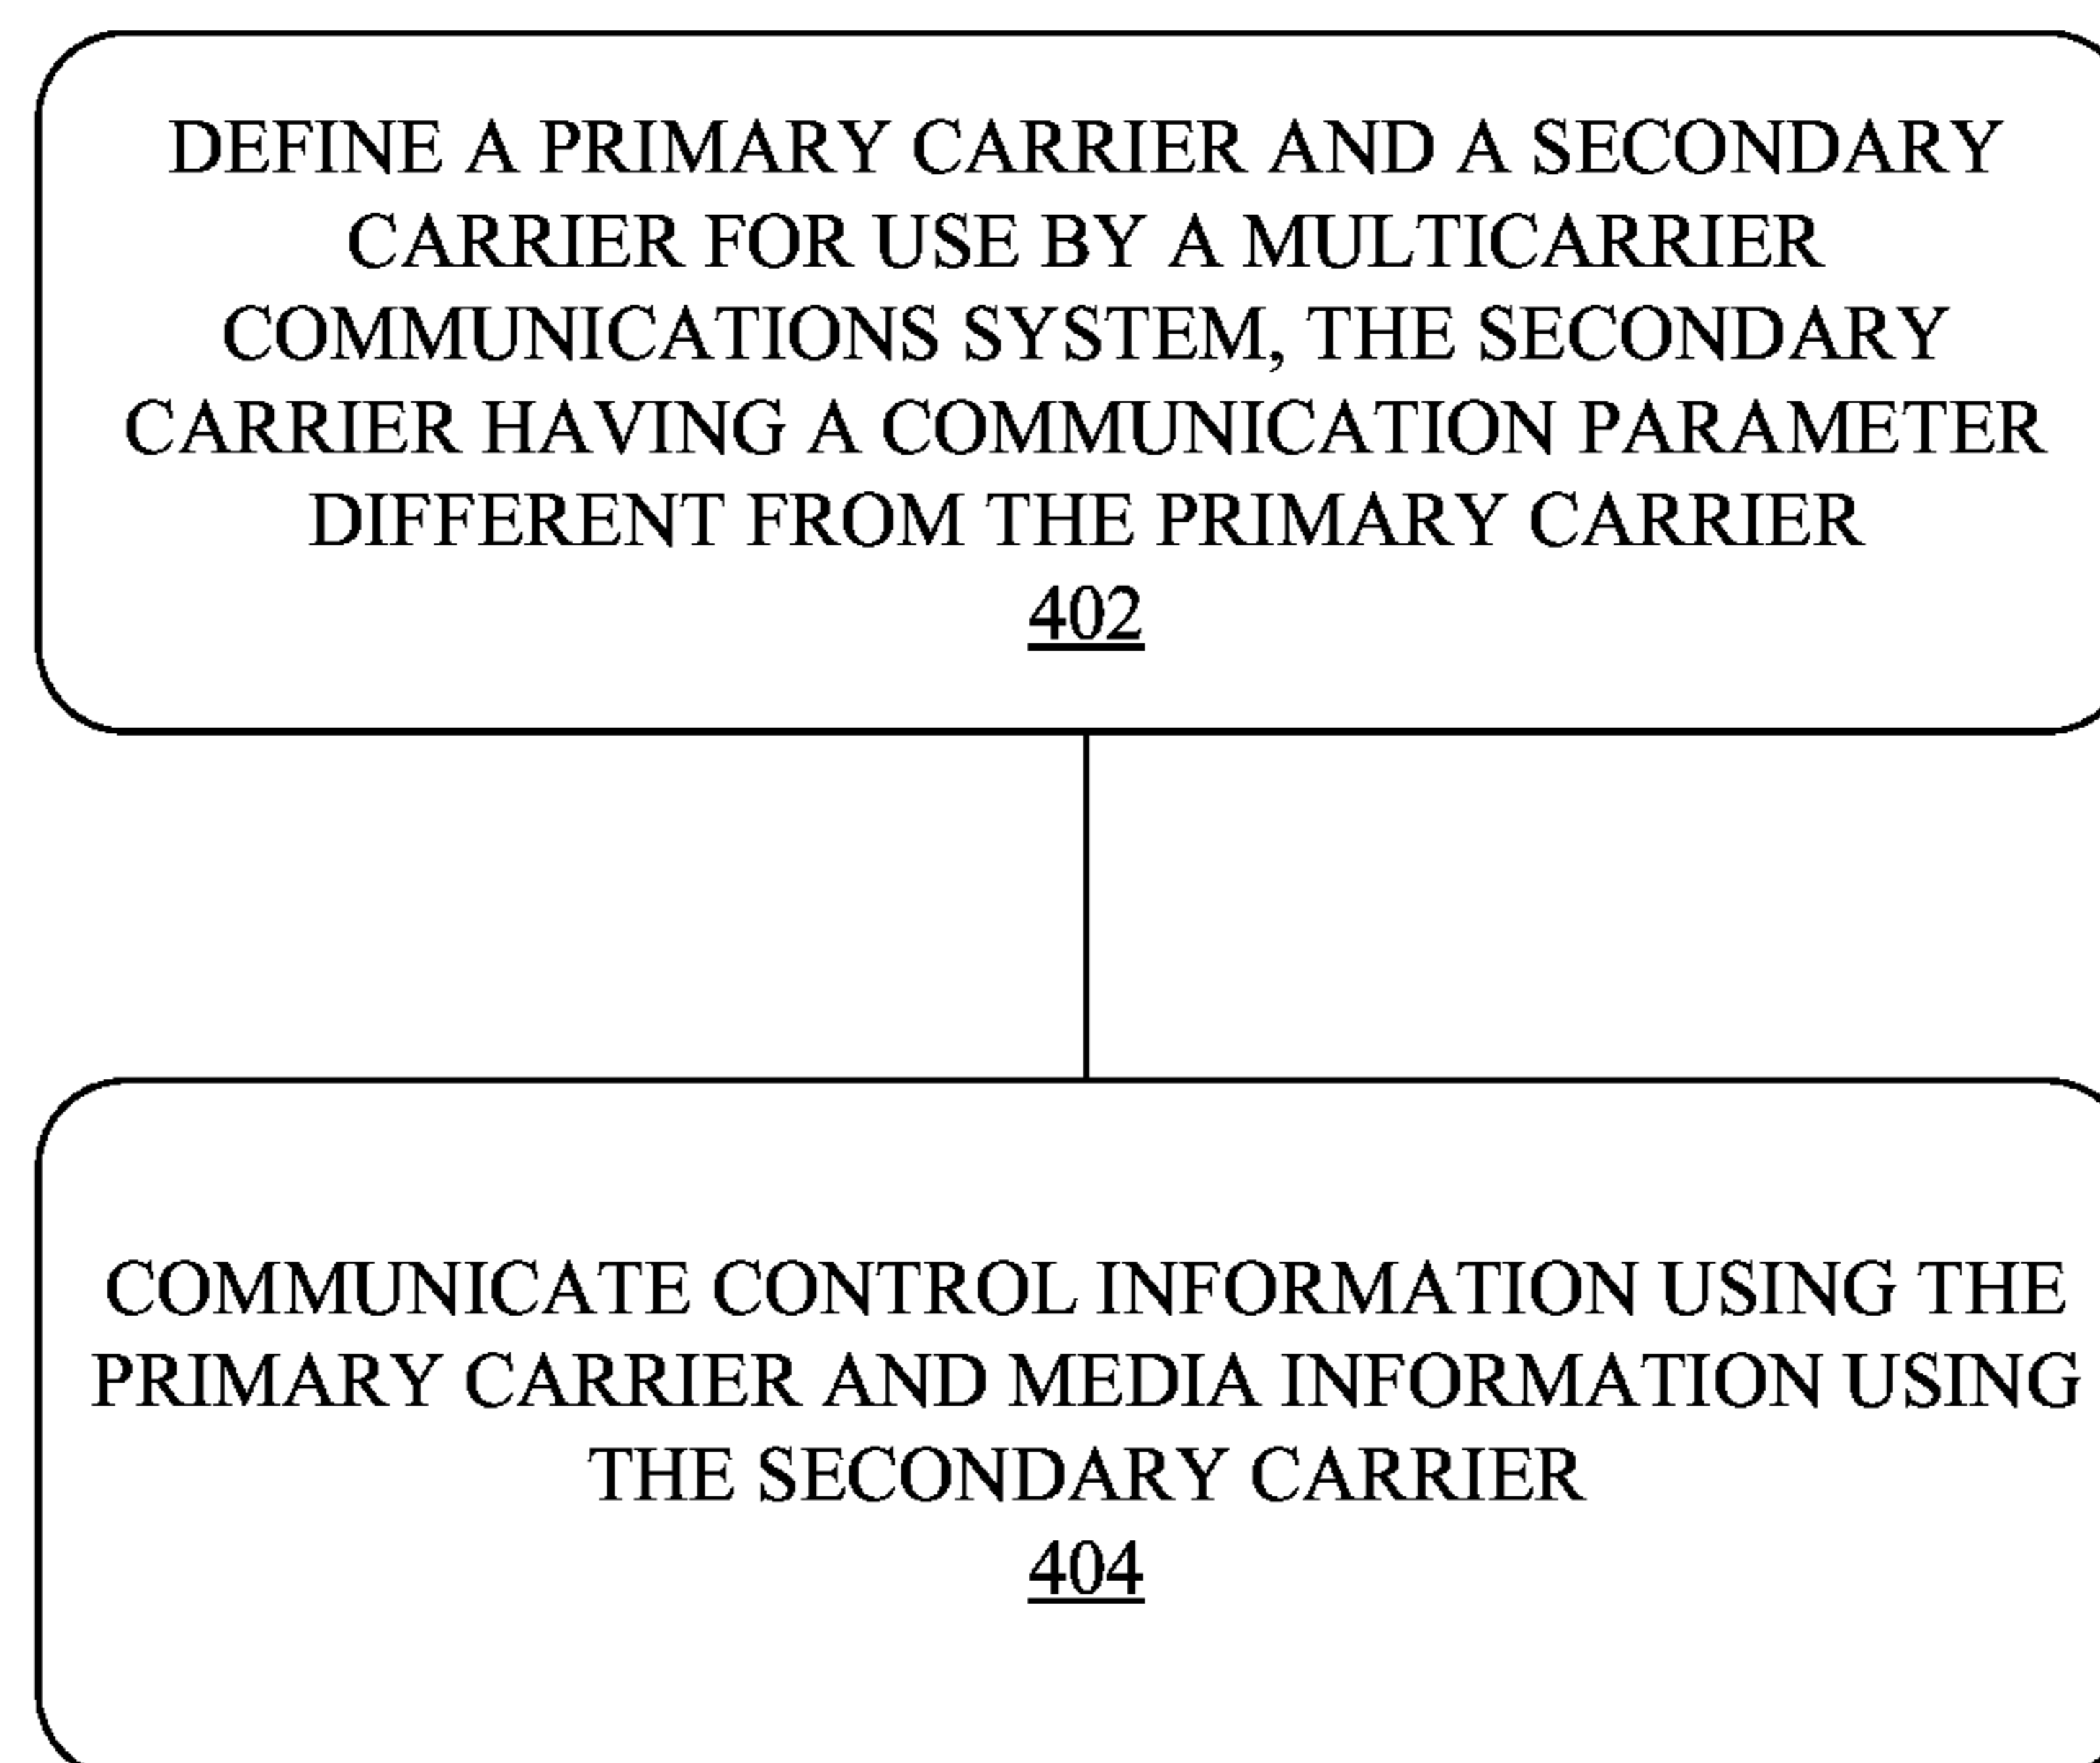 DEFINE A PRIMARY CARRIER AND A SECONDARY
CARRIER FOR USE BY A MULTICARRIER
COMMUNICATIONS SYSTEM, THE SECONDARY
CARRIER HAVING A COMMUNICATION PARAMETER
DIFFERENT FROM THE PRIMARY CARRIER
402
COMMUNICATE CONTROL INFORMATION USING THE
PRIMARY CARRIER AND MEDIA INFORMATION USING
THE SECONDARY CARRIER
404